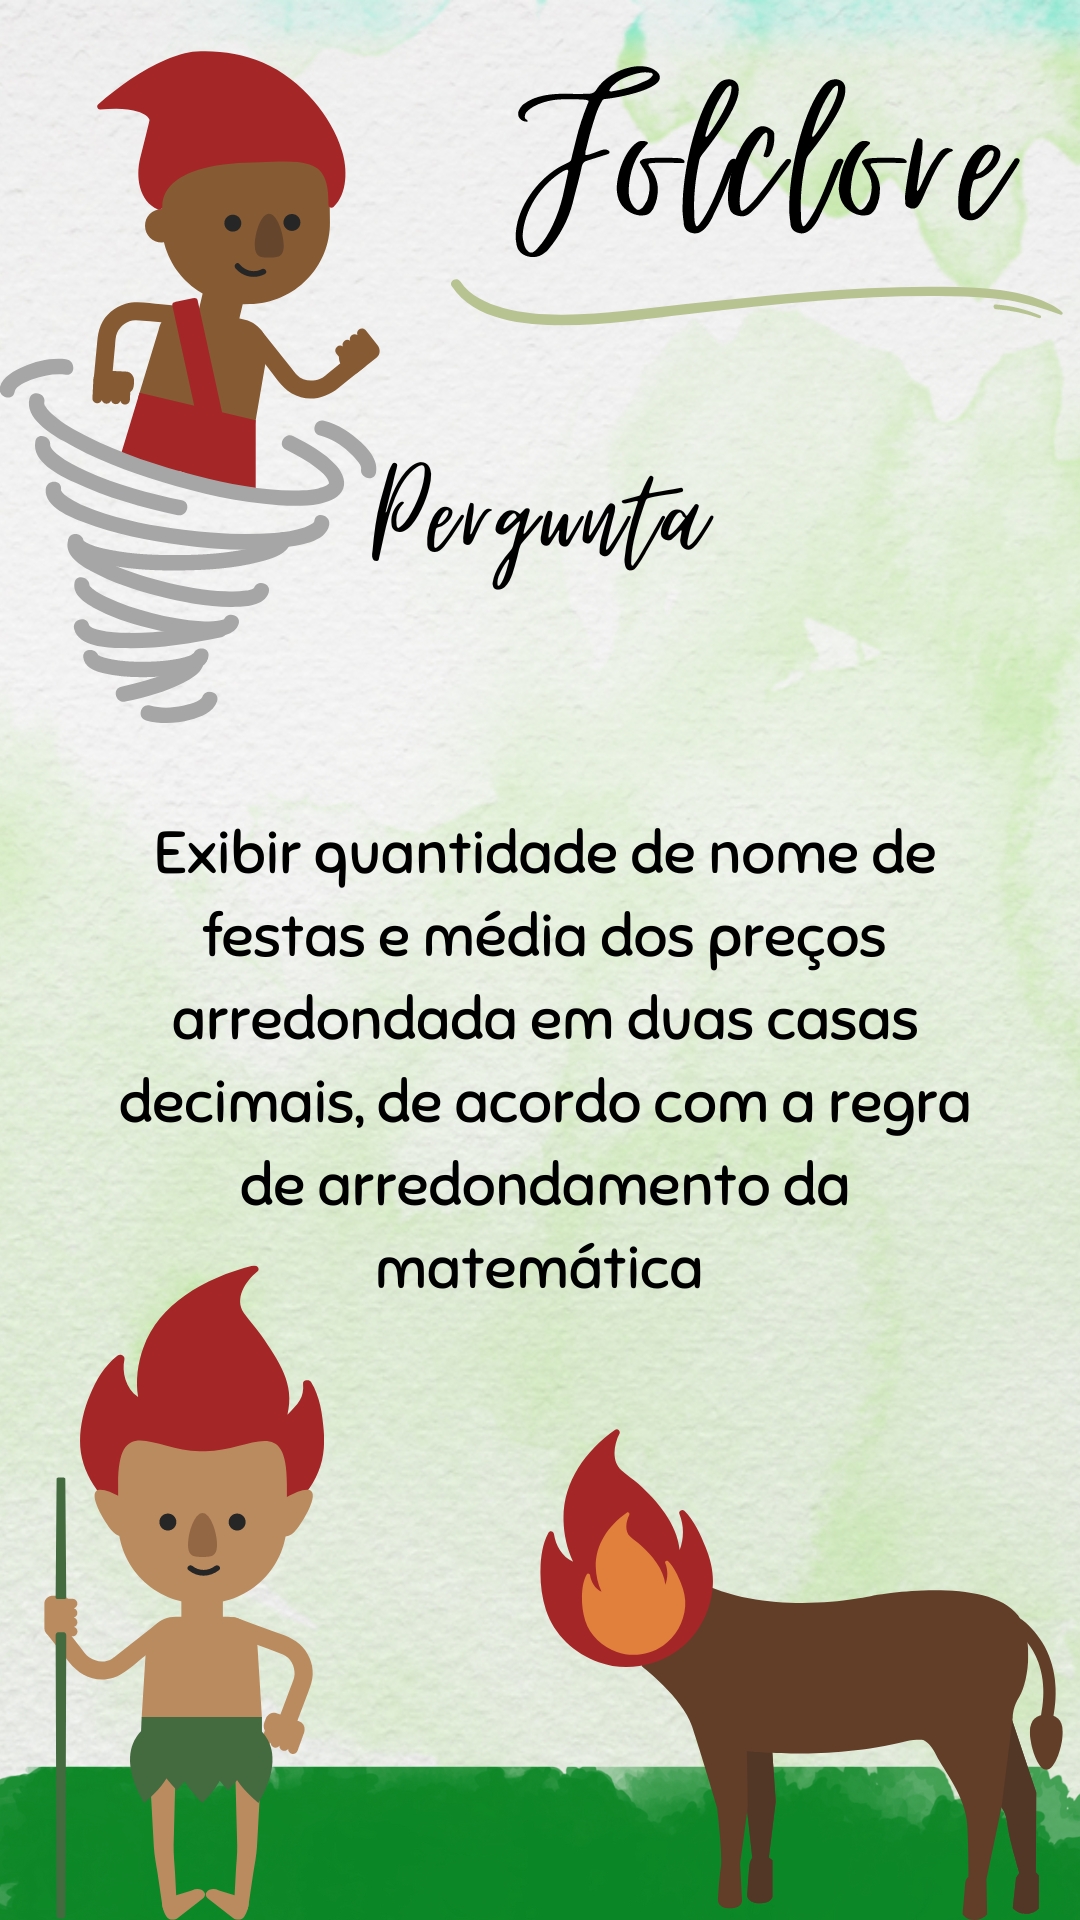 Folclore
Pergunta
Exibir quantidade de nome de
festas e média dos preços
arredondada em duas casas
decimais, de acordo com a regra
de arredondamento da
matemática